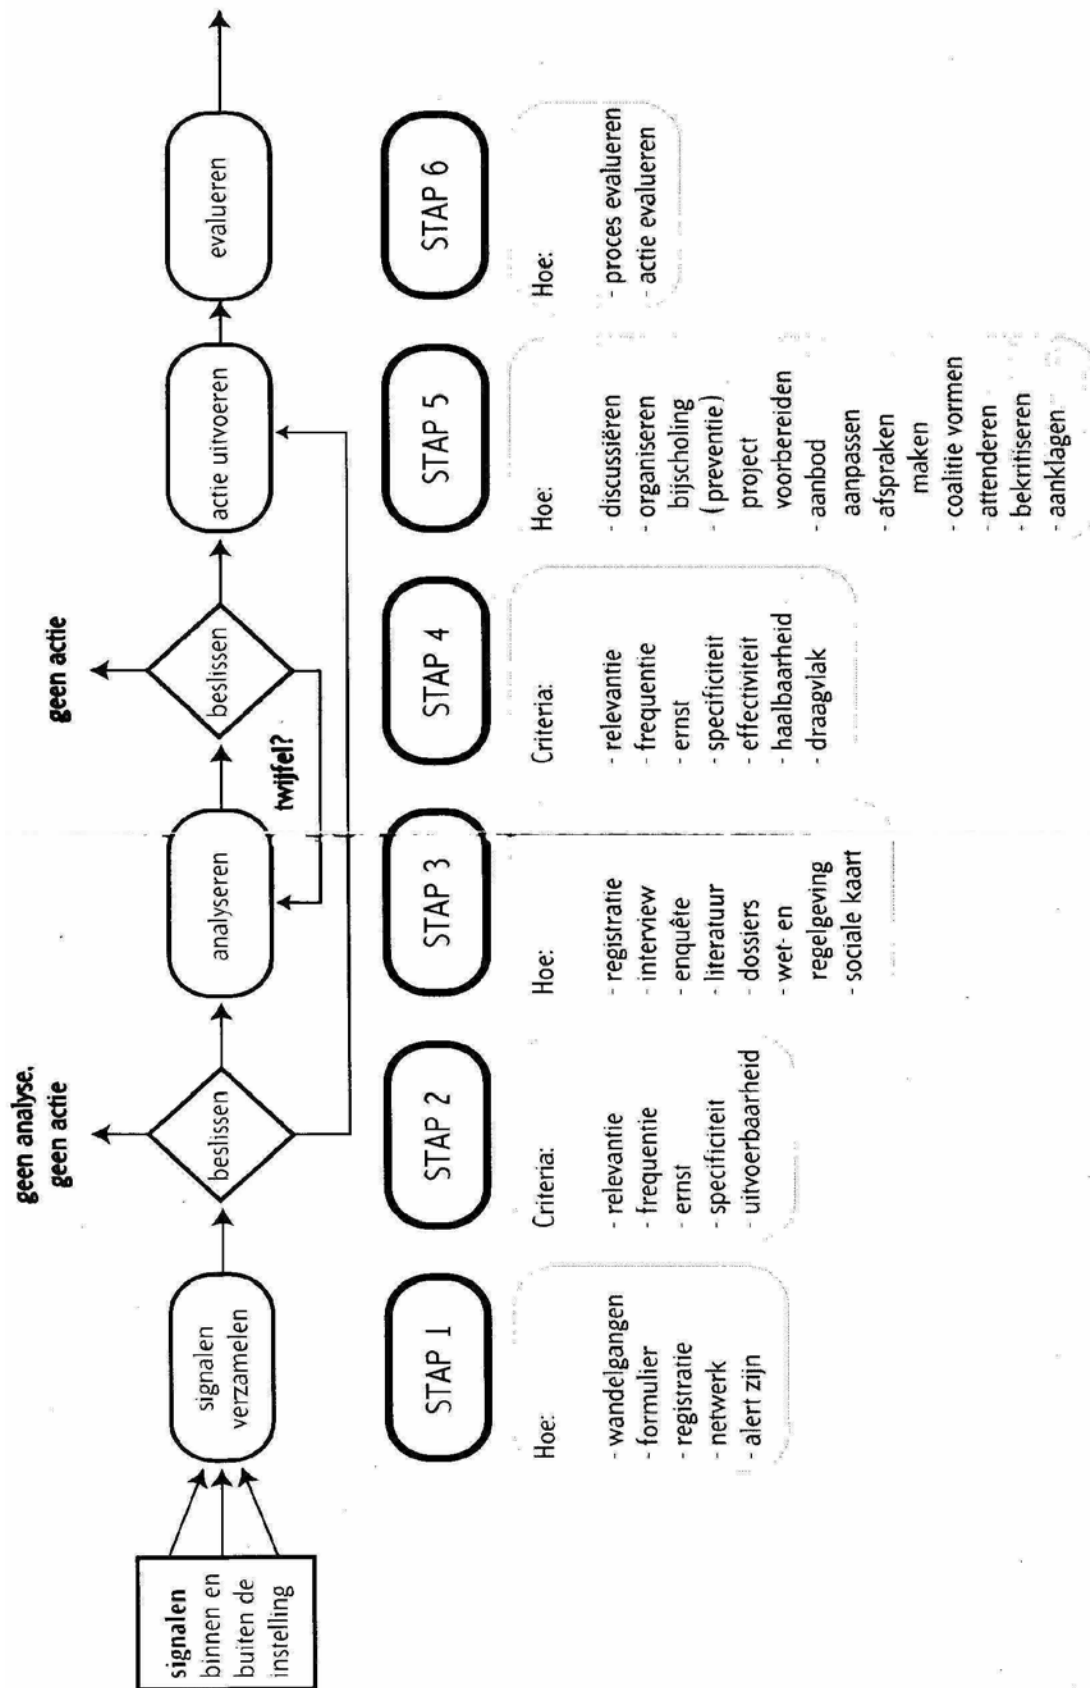 signalen
binnen en
buiten de
instelling
signalen
verzamelen
geen analyse,
geen actie
beslissen
analyseren
twijfel?
geen actie
beslissen
actie uitvoeren
evalueren
STAP 1
Hoe:
- wandelgangen
- formulier
- registratie
- netwerk
- alert zijn
STAP 2
Criteria:
- relevantie
- frequentie
- ernst
- specificiteit
- uitvoerbaarheid
STAP 3
Hoe:
- registratie
- interview
- enquête
- literatuur
- dossiers
- wet- en
regelgeving
- sociale kaart
STAP 4
Criteria:
- relevantie
- frequentie
- ernst
- specificiteit
- effectiviteit
- haalbaarheid
- draagvlak
STAP 5
Hoe:
- discussiëren
- organiseren
bijscholing
- (preventie)
project
voorbereiden
- aanbod
aanpassen
- afspraken
maken
- coalitie vormen
- attenderen
- bekritiseren
- aanklagen
STAP 6
Hoe:
- proces evalueren
- actie evalueren